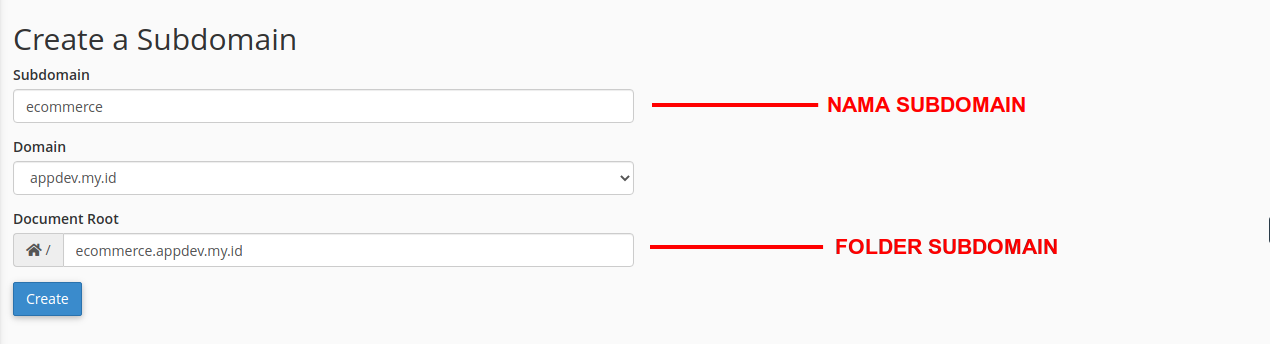 Create a Subdomain
Subdomain
ecommerce
NAMA SUBDOMAIN
Domain
appdev.my.id
Document Root
/ ecommerce.appdev.my.id
FOLDER SUBDOMAIN
Create